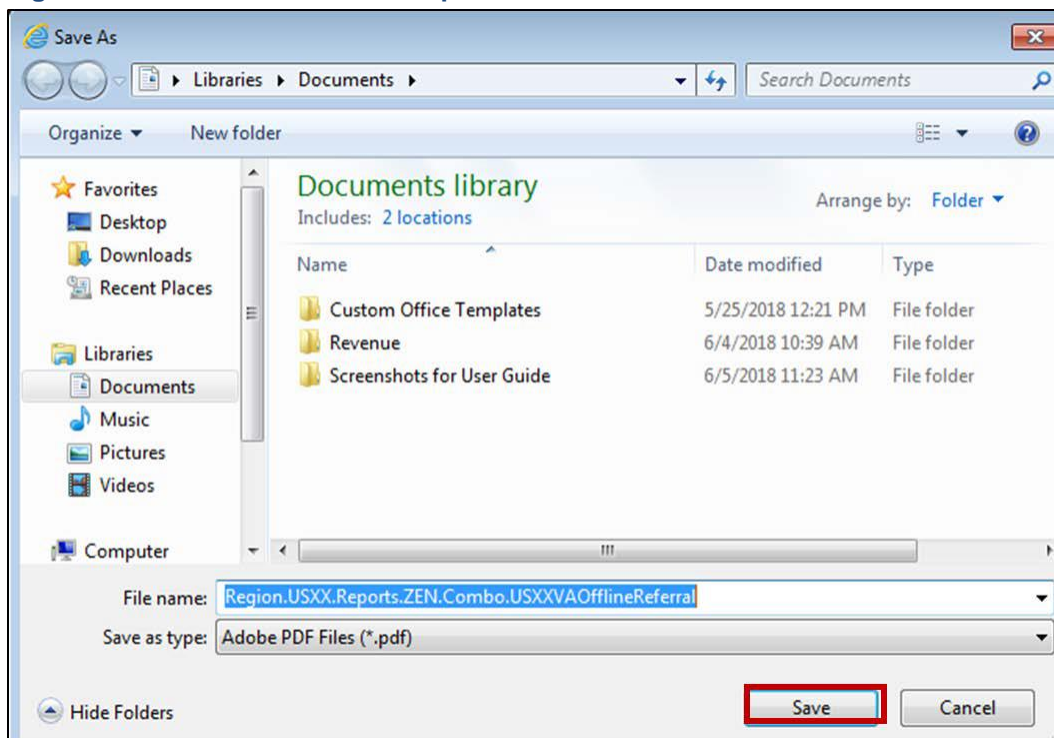 Save As
Libraries Documents
Search Documents
Organize New folder
Favorites
Desktop
Downloads
Recent Places
Libraries
Documents
Music
Pictures
Videos
Computer
Documents library
Includes: 2 locations
Arrange by: Folder
Name Date modified Type
Custom Office Templates 5/25/2018 12:21 PM File folder
Revenue 6/4/2018 10:39 AM File folder
Screenshots for User Guide 6/5/2018 11:23 AM File folder
File name: Region.USXX.Reports.ZEN.Combo.USXXVAOfflineReferral
Save as type: Adobe PDF Files (*.pdf)
Hide Folders
Save Cancel